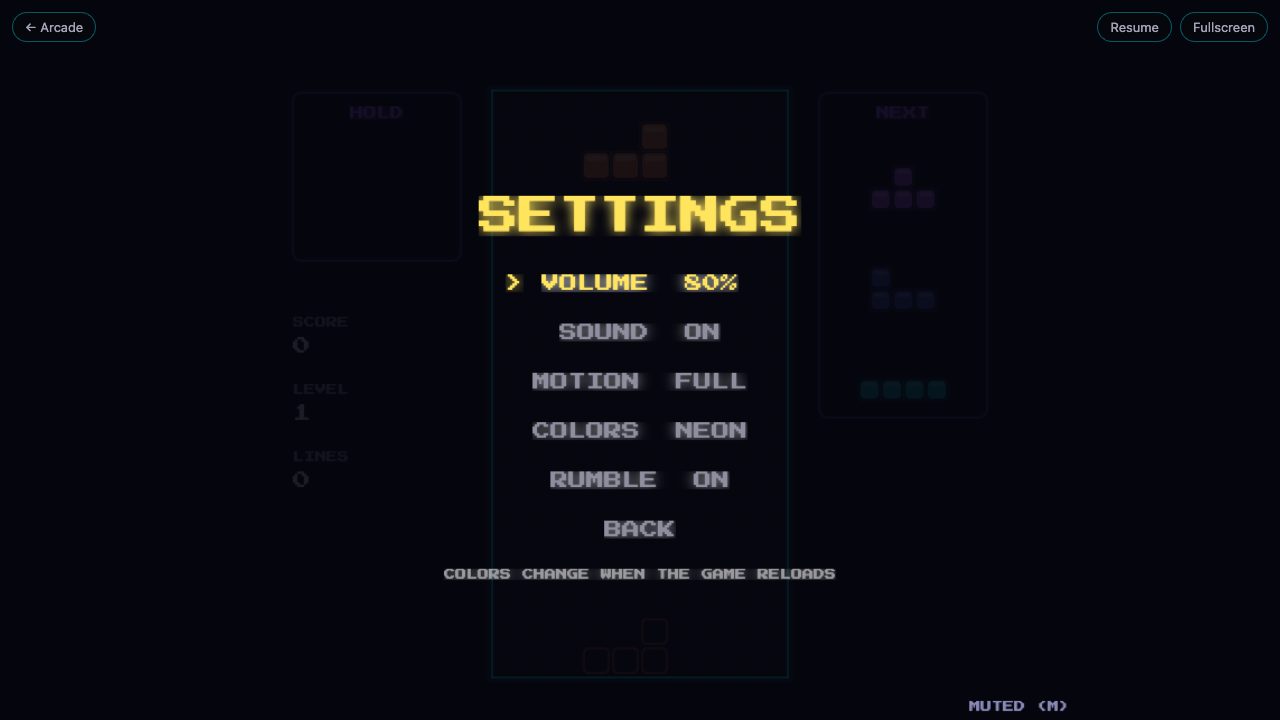 ← Arcade
Resume
Fullscreen
HOLD
NEXT
SETTINGS
> VOLUME 80%
SOUND ON
MOTION FULL
COLORS NEON
RUMBLE ON
BACK
COLORS CHANGE WHEN THE GAME RELOADS
SCORE
0
LEVEL
1
LINES
0
MUTED (M)